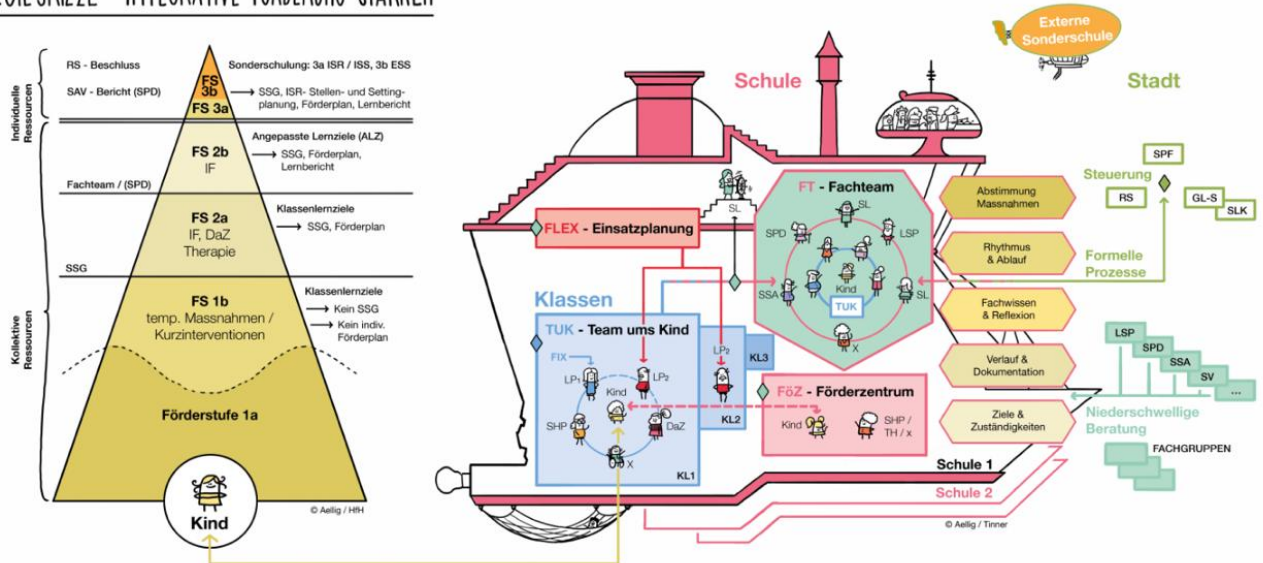 INTEGRATIVE FÖRDERUNG STÄRKEN
Individuelle
Ressourcen
Kollektive
Ressourcen
RS - Beschluss
SAV - Bericht (SPD)
Fachteam / (SPD)
SSG
FS
3b
FS 3a
FS 2b
IF
FS 2a
IF, DaZ
Therapie
FS 1b
temp. Massnahmen /
Kurzinterventionen
Förderstufe 1a
Kind
Sonderschulung: 3a ISR / ISS, 3b ESS
SSG, ISR- Stellen- und Setting-
planung, Förderplan, Lernbericht
Angepasste Lernziele (ALZ)
SSG, Förderplan,
Lernbericht
Klassenlernziele
SSG, Förderplan
Klassenlernziele
Kein SSG
Kein indiv.
Förderplan
© Aellig / HfH
Schule
SL
FLEX - Einsatzplanung
Klassen
TUK - Team ums Kind
FIX
LP1
LP2
Kind
SHP
DaZ
X
KL1
LP2
KL2
KL3
FT - Fachteam
SL
SPD
LSP
Kind
SSA
SL
TUK
X
FöZ - Förderzentrum
Kind
SHP /
TH / x
Schule 1
Schule 2
© Aellig / Tinner
Abstimmung
Massnahmen
Rhythmus
& Ablauf
Fachwissen
& Reflexion
Verlauf &
Dokumentation
Ziele &
Zuständigkeiten
Externe
Sonderschule
Stadt
SPF
Steuerung
RS
GL-S
SLK
Formelle
Prozesse
LSP
SPD
SSA
SV
...
Niederschwellige
Beratung
FACHGRUPPEN